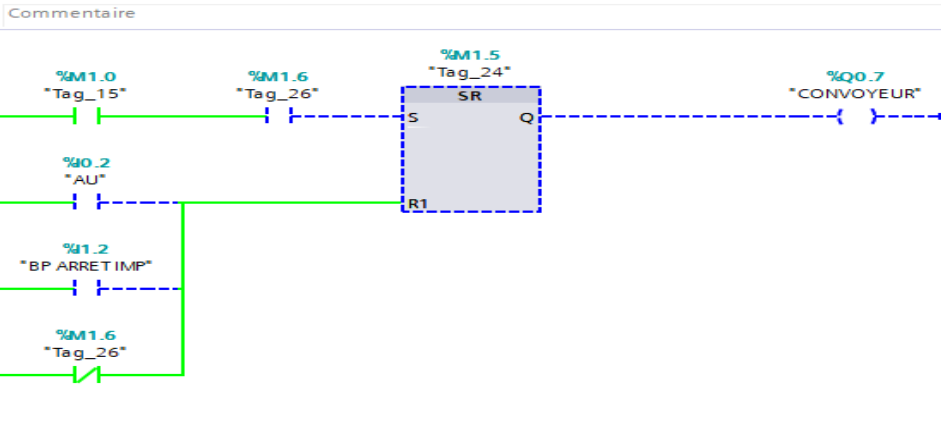 Commentaire
%M1.5
"Tag_24"
%M1.0
"Tag_15"
%M1.6
"Tag_26"
%Q0.7
"CONVOYEUR"
SR
S
Q
%I0.2
"AU"
R1
%I1.2
"BP ARRET IMP"
%M1.6
"Tag_26"